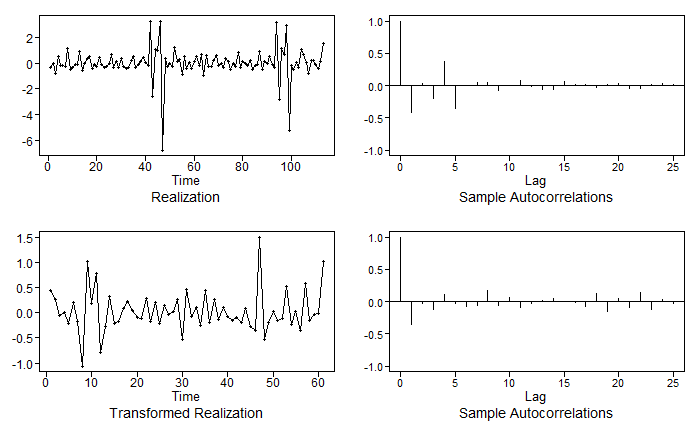 2
0
-2
-4
-6
0 20 40 60 80 100
Time
Realization
1.0
0.5
0.0
-0.5
-1.0
0 5 10 15 20 25
Lag
Sample Autocorrelations
1.5
1.0
0.5
0.0
-0.5
-1.0
0 10 20 30 40 50 60
Time
Transformed Realization
1.0
0.5
0.0
-0.5
-1.0
0 5 10 15 20 25
Lag
Sample Autocorrelations